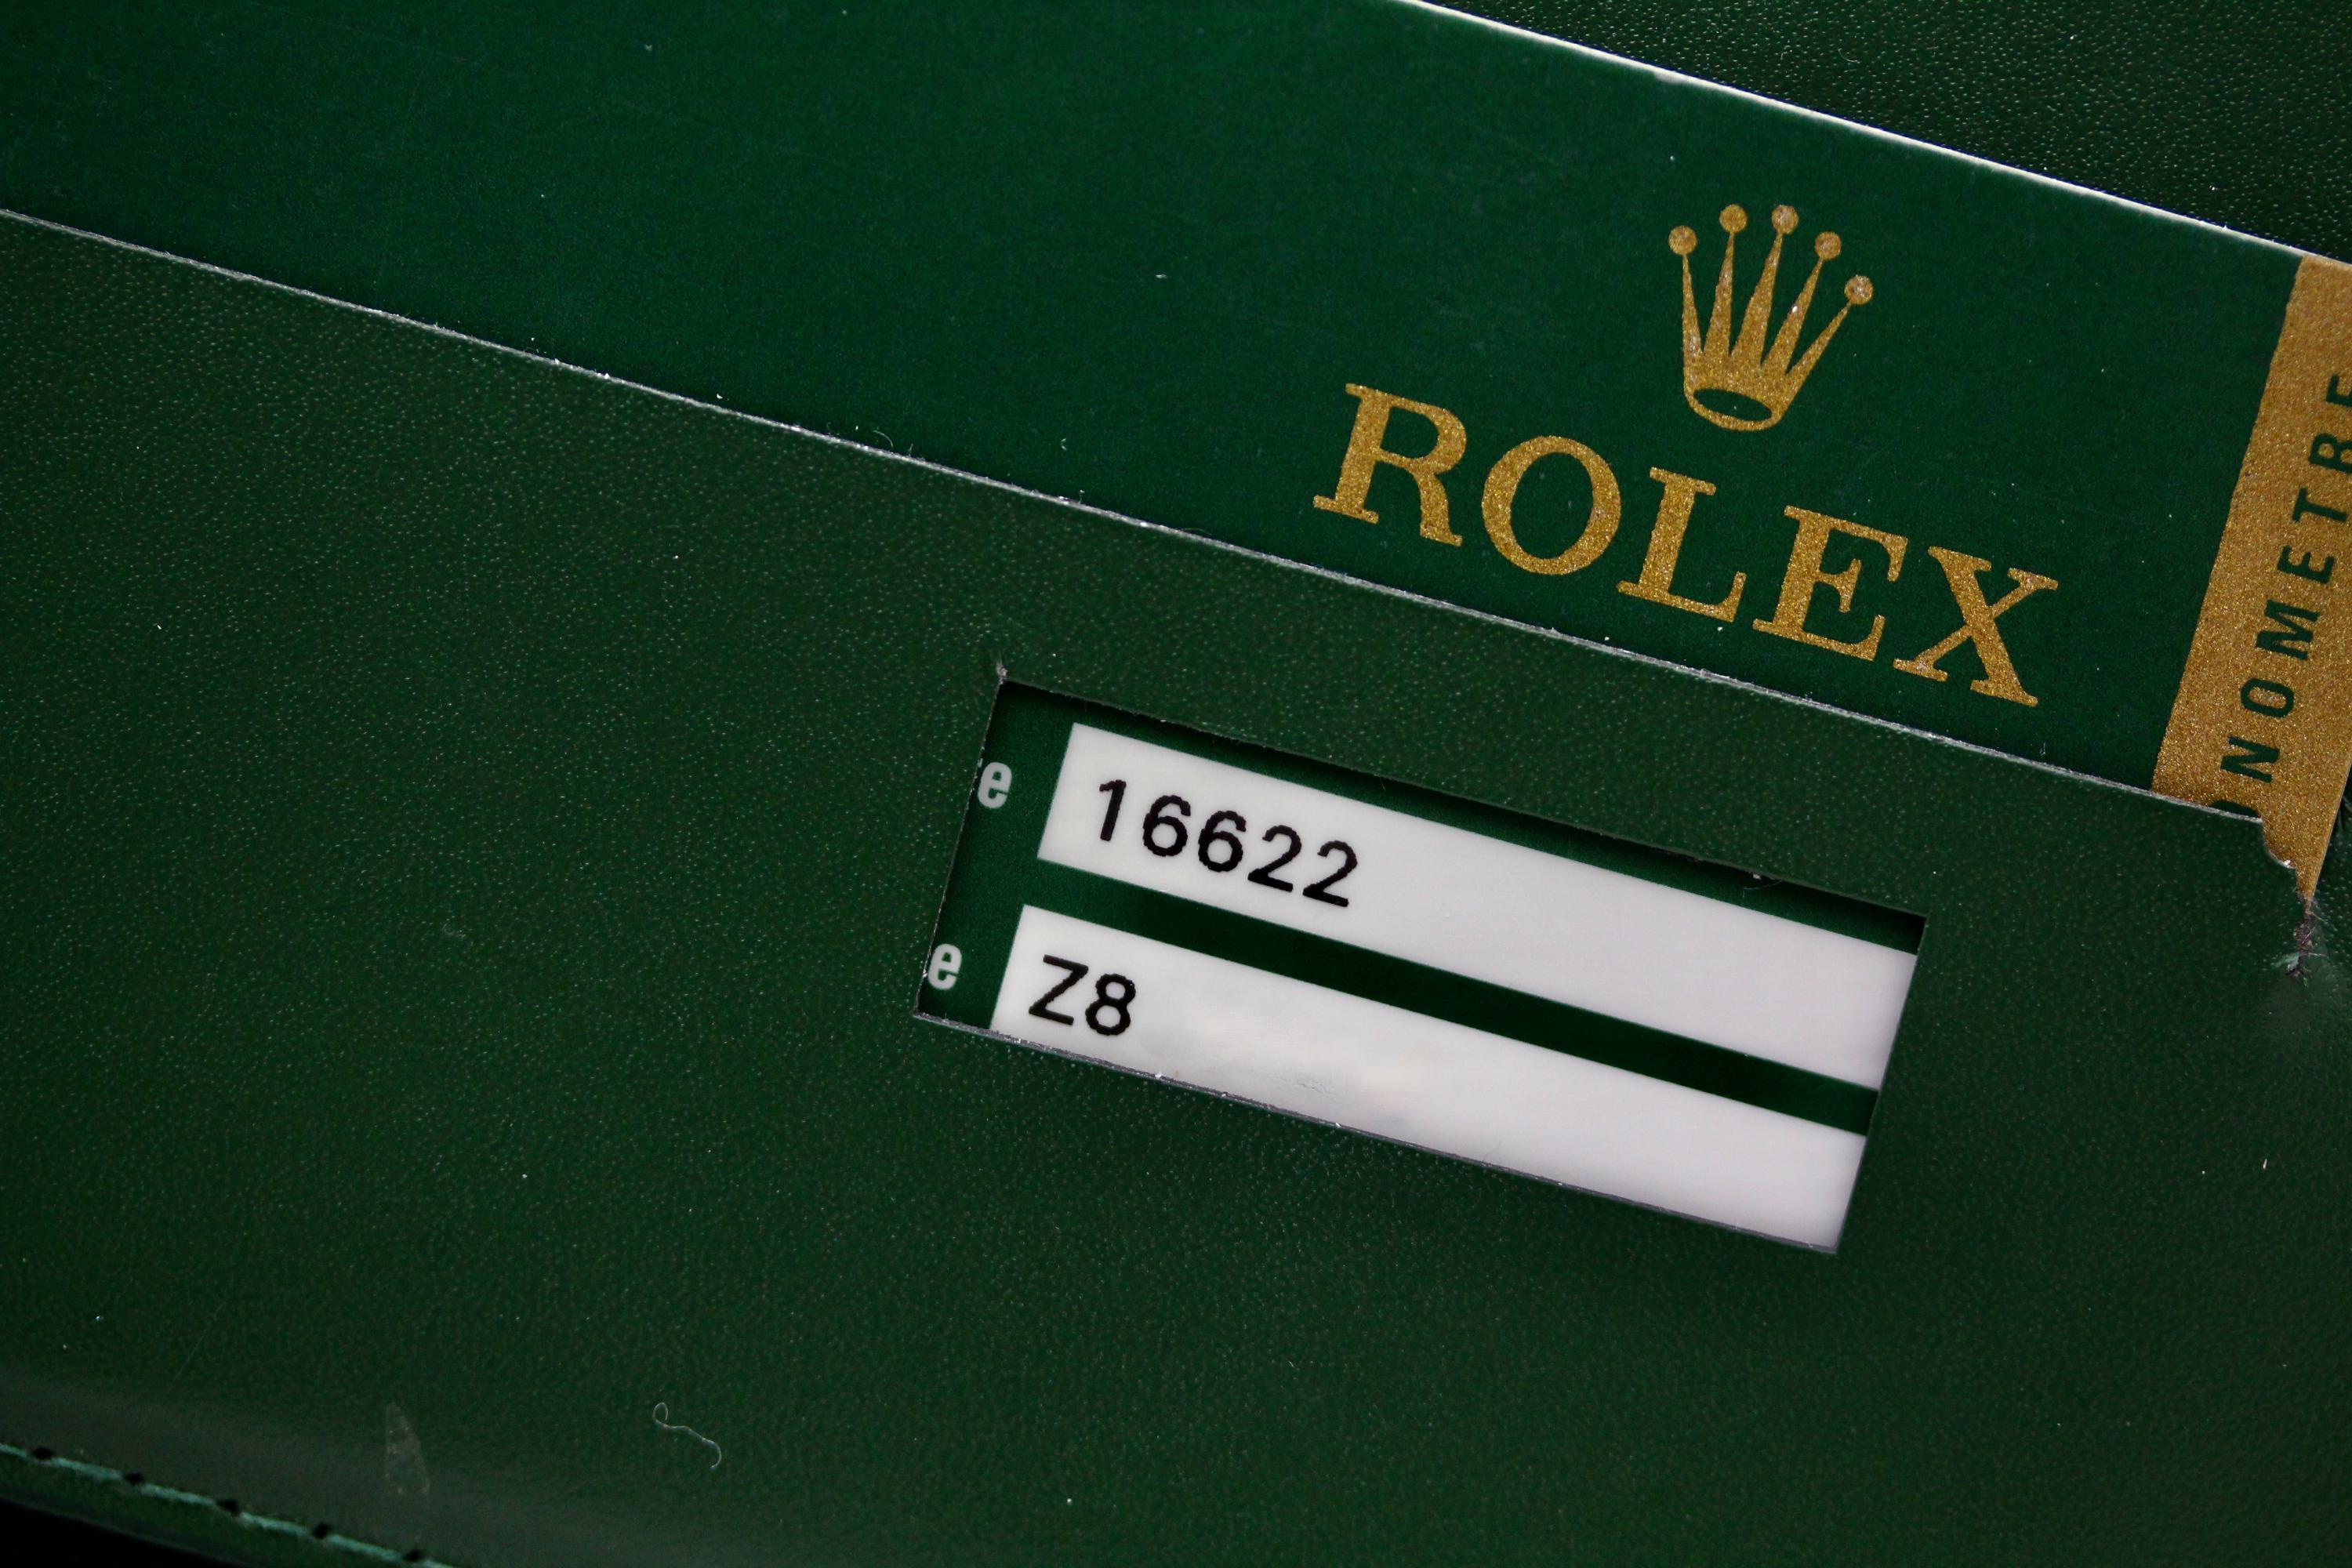 ROLEX
ONOMETRE
e 16622
e Z8